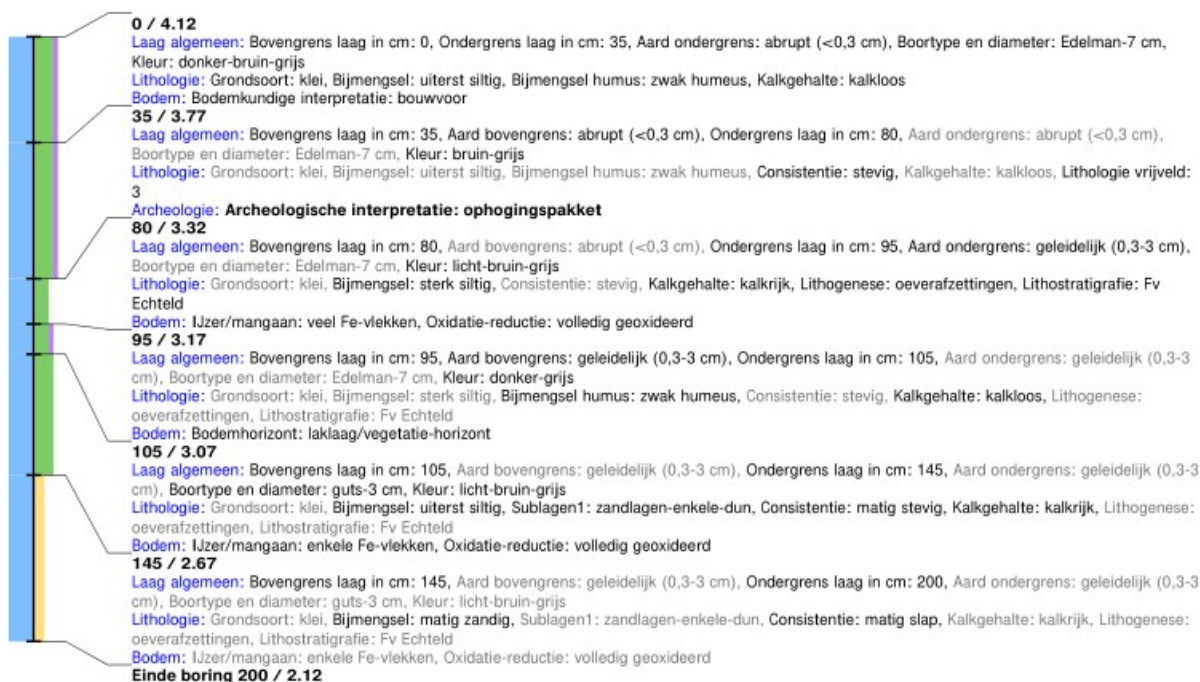 0 / 4.12
Laag algemeen: Bovengrens laag in cm: 0, Ondergrens laag in cm: 35, Aard ondergrens: abrupt (<0,3 cm), Boortype en diameter: Edelman-7 cm,
Kleur: donker-bruin-grijs
Lithologie: Grondsoort: klei, Bijmengsel: uiterst siltig, Bijmengsel humus: zwak humeus, Kalkgehalte: kalkloos
Bodem: Bodemkundige interpretatie: bouwvoor
35 / 3.77
Laag algemeen: Bovengrens laag in cm: 35, Aard bovengrens: abrupt (<0,3 cm), Ondergrens laag in cm: 80, Aard ondergrens: abrupt (<0,3 cm),
Boortype en diameter: Edelman-7 cm, Kleur: bruin-grijs
Lithologie: Grondsoort: klei, Bijmengsel: uiterst siltig, Bijmengsel humus: zwak humeus, Consistentie: stevig, Kalkgehalte: kalkloos, Lithologie vrijveld:
3
Archeologie: Archeologische interpretatie: ophogingspakket
80 / 3.32
Laag algemeen: Bovengrens laag in cm: 80, Aard bovengrens: abrupt (<0,3 cm), Ondergrens laag in cm: 95, Aard ondergrens: geleidelijk (0,3-3 cm),
Boortype en diameter: Edelman-7 cm, Kleur: licht-bruin-grijs
Lithologie: Grondsoort: klei, Bijmengsel: sterk siltig, Consistentie: stevig, Kalkgehalte: kalkrijk, Lithogenese: oeverafzettingen, Lithostratigrafie: Fv
Echteld
Bodem: IJzer/mangaan: veel Fe-vlekken, Oxidatie-reductie: volledig geoxideerd
95 / 3.17
Laag algemeen: Bovengrens laag in cm: 95, Aard bovengrens: geleidelijk (0,3-3 cm), Ondergrens laag in cm: 105, Aard ondergrens: geleidelijk (0,3-3
cm), Boortype en diameter: Edelman-7 cm, Kleur: donker-grijs
Lithologie: Grondsoort: klei, Bijmengsel: sterk siltig, Bijmengsel humus: zwak humeus, Consistentie: stevig, Kalkgehalte: kalkloos, Lithogenese:
oeverafzettingen, Lithostratigrafie: Fv Echteld
Bodem: Bodemhorizont: laklaag/vegetatie-horizont
105 / 3.07
Laag algemeen: Bovengrens laag in cm: 105, Aard bovengrens: geleidelijk (0,3-3 cm), Ondergrens laag in cm: 145, Aard ondergrens: geleidelijk (0,3-3
cm), Boortype en diameter: guts-3 cm, Kleur: licht-bruin-grijs
Lithologie: Grondsoort: klei, Bijmengsel: uiterst siltig, Sublagen1: zandlagen-enkele-dun, Consistentie: matig stevig, Kalkgehalte: kalkrijk, Lithogenese:
oeverafzettingen, Lithostratigrafie: Fv Echteld
Bodem: IJzer/mangaan: enkele Fe-vlekken, Oxidatie-reductie: volledig geoxideerd
145 / 2.67
Laag algemeen: Bovengrens laag in cm: 145, Aard bovengrens: geleidelijk (0,3-3 cm), Ondergrens laag in cm: 200, Aard ondergrens: geleidelijk (0,3-3
cm), Boortype en diameter: guts-3 cm, Kleur: licht-bruin-grijs
Lithologie: Grondsoort: klei, Bijmengsel: matig zandig, Sublagen1: zandlagen-enkele-dun, Consistentie: matig slap, Kalkgehalte: kalkrijk, Lithogenese:
oeverafzettingen, Lithostratigrafie: Fv Echteld
Bodem: IJzer/mangaan: enkele Fe-vlekken, Oxidatie-reductie: volledig geoxideerd
Einde boring 200 / 2.12